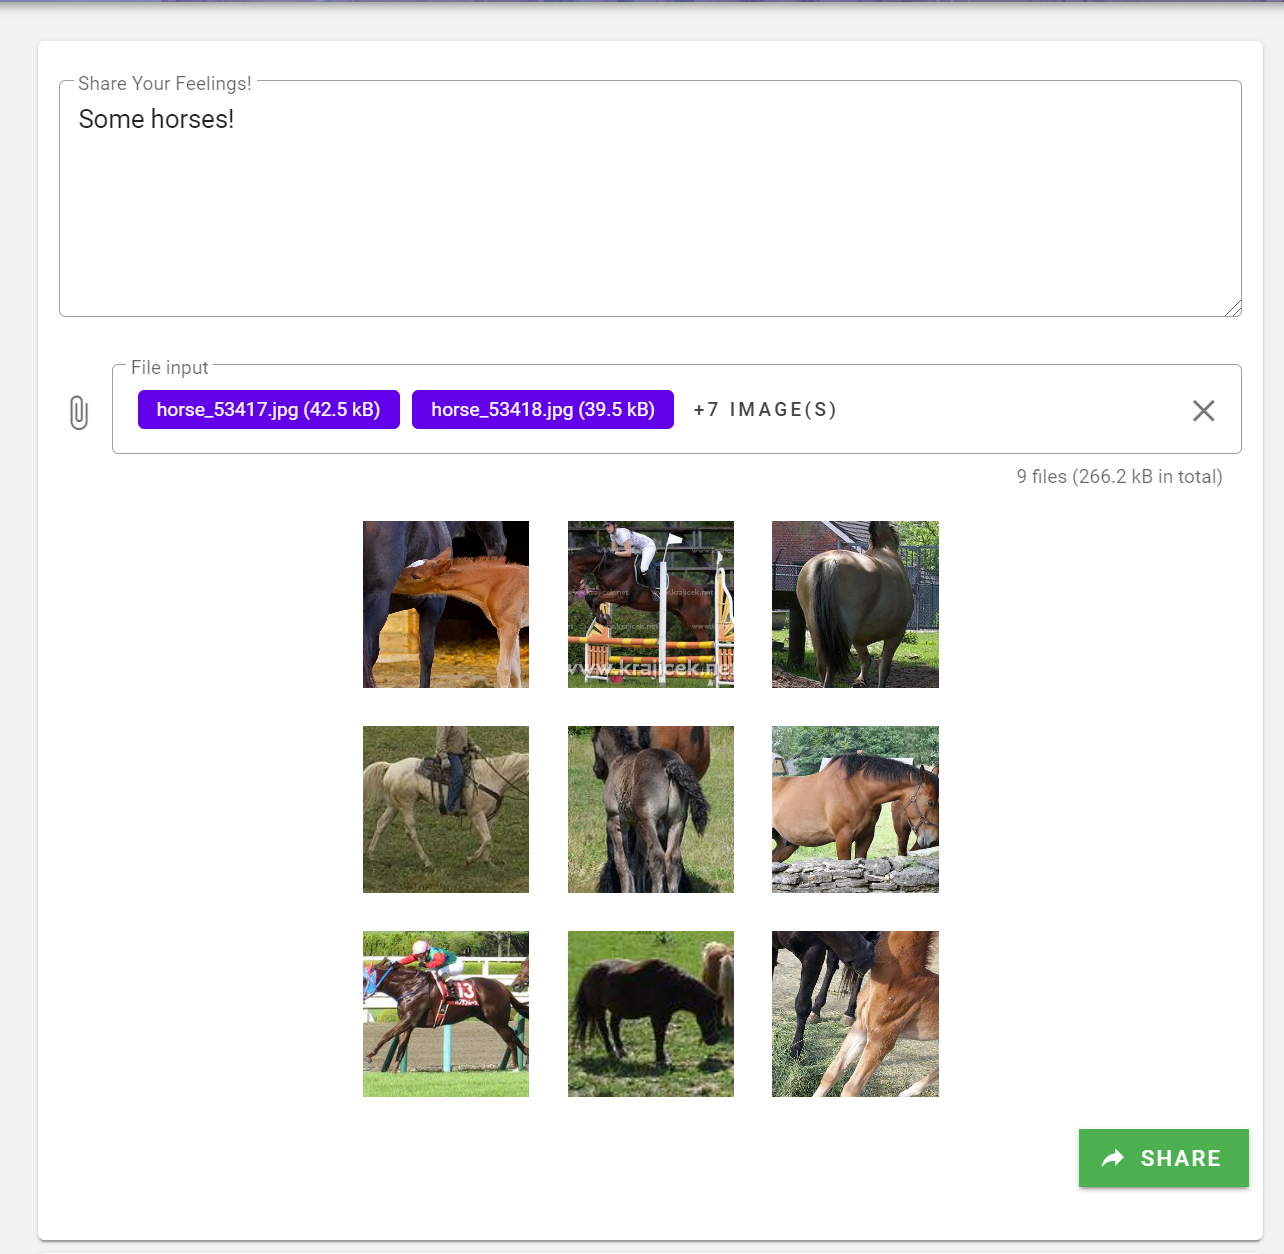 Share Your Feelings!
Some horses!
File input
horse_53417.jpg (42.5 kB)
horse_53418.jpg (39.5 kB)
+7 IMAGE(S)
9 files (266.2 kB in total)
www.krajicek.net
13
SHARE